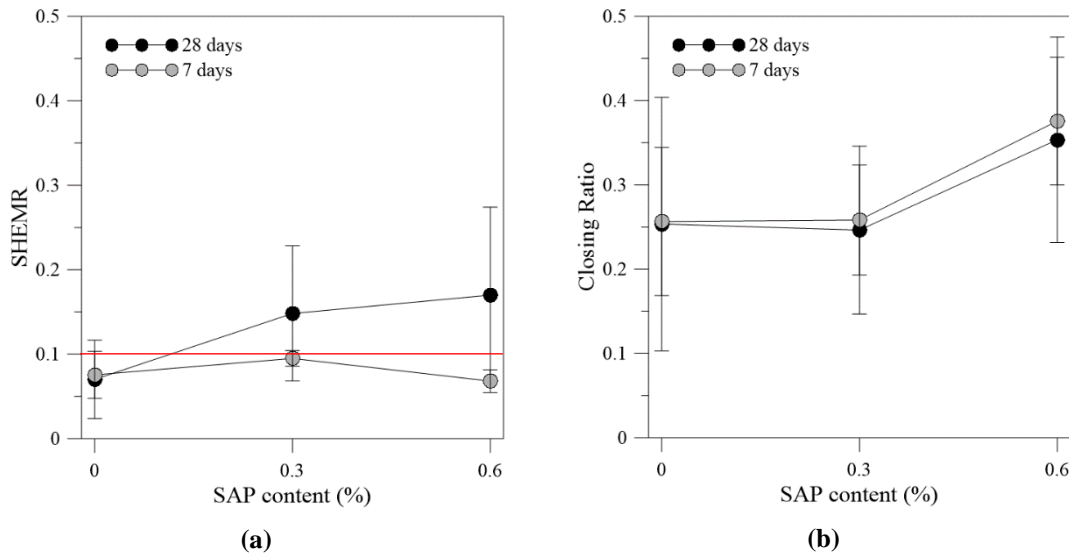 0.5
28 days
7 days
0.4
0.3
0.2
0.1
0
SHEMR
0
0.3
0.6
SAP content (%)
(a)
0.5
28 days
7 days
0.4
0.3
0.2
0.1
0
Closing Ratio
0
0.3
0.6
SAP content (%)
(b)